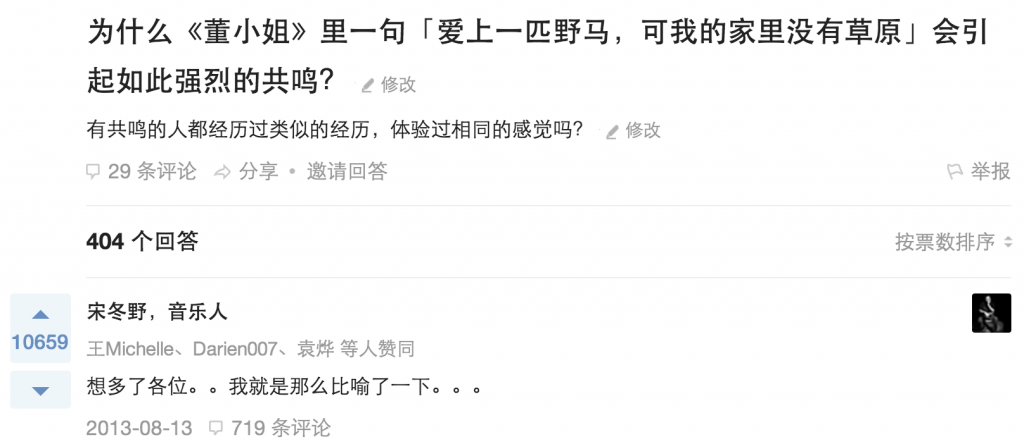 为什么《董小姐》里一句「爱上一匹野马，可我的家里没有草原」会引
起如此强烈的共鸣？ 修改
有共鸣的人都经历过类似的经历，体验过相同的感觉吗？ 修改
29 条评论 分享 • 邀请回答 举报
404 个回答 按票数排序
宋冬野，音乐人
10659
王Michelle、Darien007、袁烨 等人赞同
想多了各位。。我就是那么比喻了一下。。。
2013-08-13 719 条评论